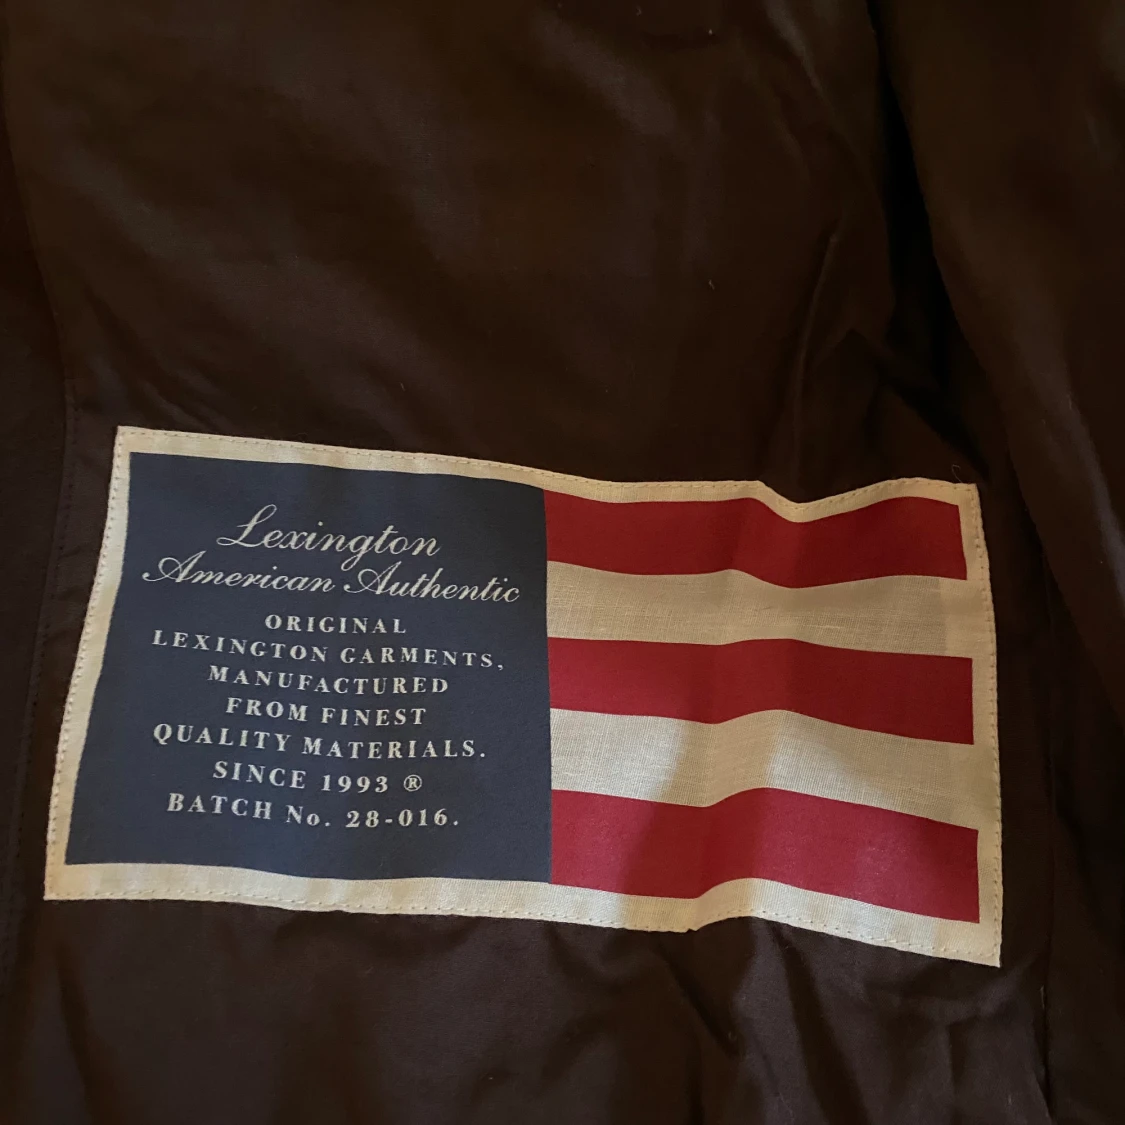 Lexington
American Authentic
ORIGINAL
LEXINGTON GARMENTS,
MANUFACTURED
FROM FINEST
QUALITY MATERIALS.
SINCE 1993 ®
BATCH No. 28-016.